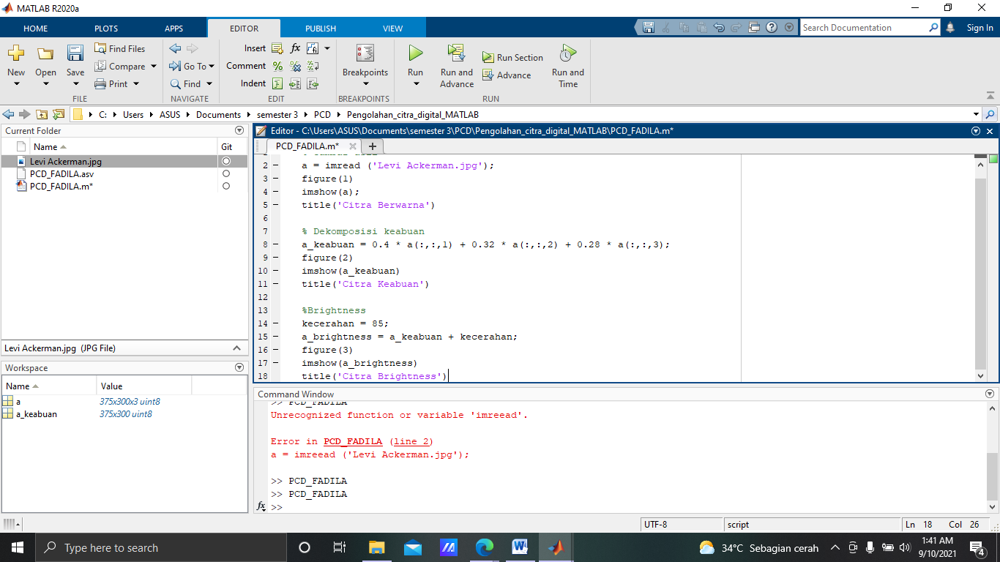 MATLAB R2020a
HOME PLOTS APPS EDITOR PUBLISH VIEW Search Documentation Sign In
New Open Save Find Files Compare Print Go To Find Insert Comment Indent Breakpoints Run Run and Advance Run Section Advance Run and Time
FILE NAVIGATE EDIT BREAKPOINTS RUN
C: Users ASUS Documents semester 3 PCD Pengolahan_citra_digital_MATLAB
Current Folder
Name Git
Levi Ackerman.jpg
PCD_FADILA.asv
PCD_FADILA.m*
Levi Ackerman.jpg (JPG File)
Workspace
Name Value
a 375x300x3 uint8
a_keabuan 375x300 uint8
Editor - C:\Users\ASUS\Documents\semester 3\PCD\Pengolahan_citra_digital_MATLAB\PCD_FADILA.m*
PCD_FADILA.m*
2 – a = imread ('Levi Ackerman.jpg');
3 – figure(1)
4 – imshow(a);
5 – title('Citra Berwarna')
6
7 % Dekomposisi keabuan
8 – a_keabuan = 0.4 * a(:,:,1) + 0.32 * a(:,:,2) + 0.28 * a(:,:,3);
9 – figure(2)
10 – imshow(a_keabuan)
11 – title('Citra Keabuan')
12
13 %Brightness
14 – kecerahan = 85;
15 – a_brightness = a_keabuan + kecerahan;
16 – figure(3)
17 – imshow(a_brightness)
18 title('Citra Brightness')
Command Window
>> PCD_FADILA
Unrecognized function or variable 'imreead'.
Error in PCD_FADILA (line 2)
a = imreead ('Levi Ackerman.jpg');
>> PCD_FADILA
>> PCD_FADILA
fx >>
UTF-8 script Ln 18 Col 26
Type here to search
34°C Sebagian cerah
1:41 AM
9/10/2021
4